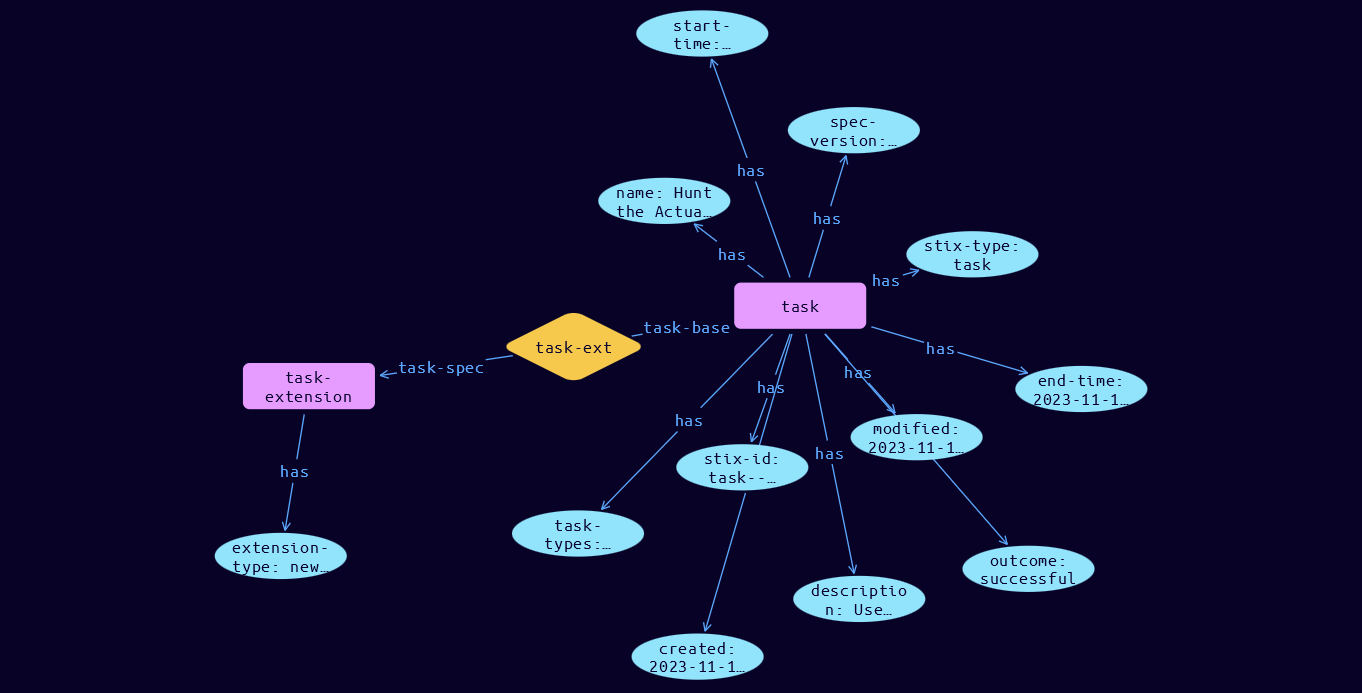 start-
time:…
spec-
version:…
has
name: Hunt
the Actua…
has
has
stix-type:
task
has
task
task-base
task-ext
has
task-spec
task-
extension
has
end-time:
2023-11-1…
has
has
modified:
2023-11-1…
has
has
stix-id:
task--…
task-
types:…
extension-
type: new…
outcome:
successful
descriptio
n: Use…
created:
2023-11-1…